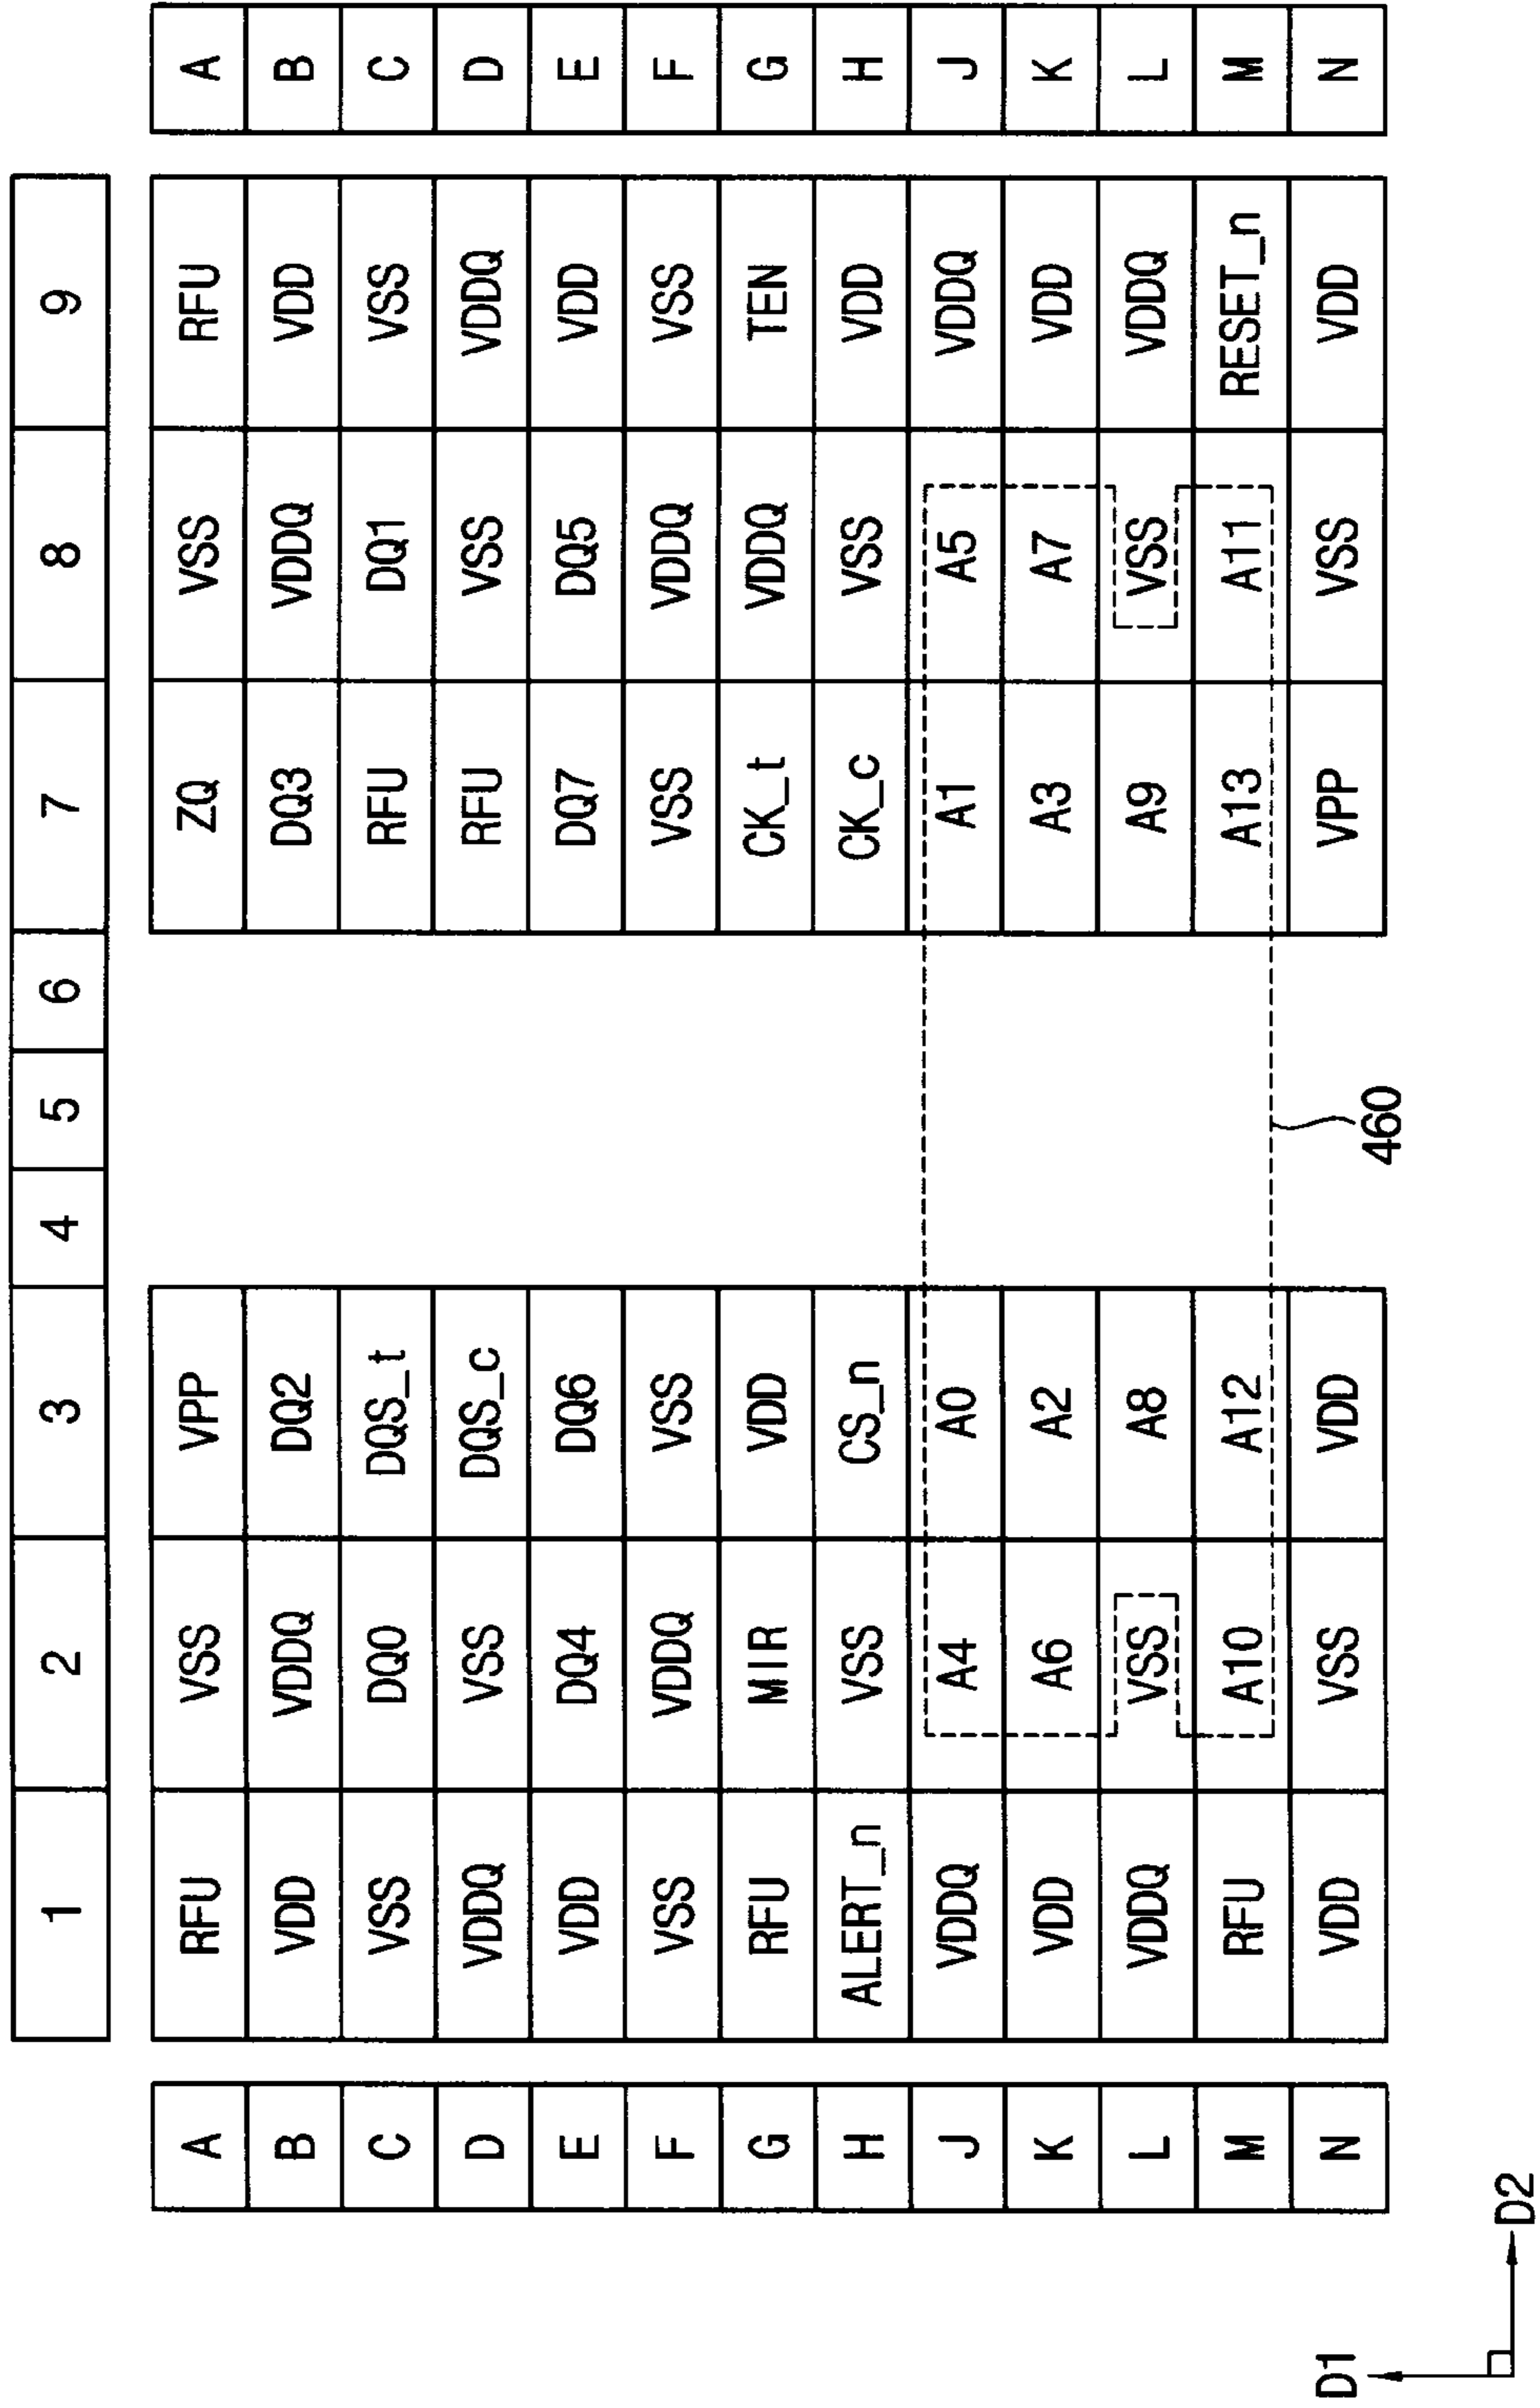 1 2 3 4 5 6 7 8 9
A RFU VSS VPP ZQ VSS RFU A
B VDD VDDQ DQ2 DQ3 VDDQ VDD B
C VSS DQ0 DQS_t RFU DQ1 VSS C
D VDDQ VSS DQS_c RFU VSS VDDQ D
E VDD DQ4 DQ6 DQ7 DQ5 VDD E
F VSS VDDQ VSS VSS VDDQ VSS F
G RFU MIR VDD CK_t VDDQ TEN G
H ALERT_n VSS CS_n CK_c VSS VDD H
J VDDQ A4 A0 A1 A5 VDDQ J
K VDD A6 A2 A3 A7 VDD K
L VDDQ VSS A8 A9 VSS VDDQ L
M RFU A10 A12 A13 A11 RESET_n M
N VDD VSS VDD VPP VSS VDD N
460
D1
D2